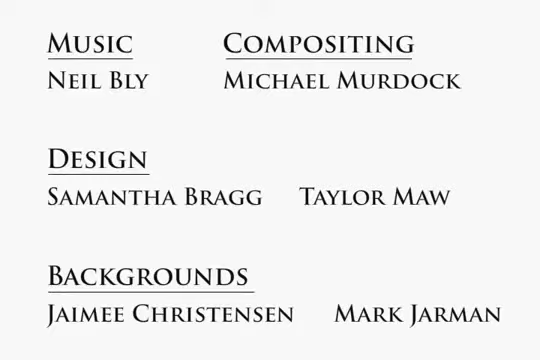 Music Compositing
Neil Bly Michael Murdock
Design
Samantha Bragg Taylor Maw
Backgrounds
Jaimee Christensen Mark Jarman